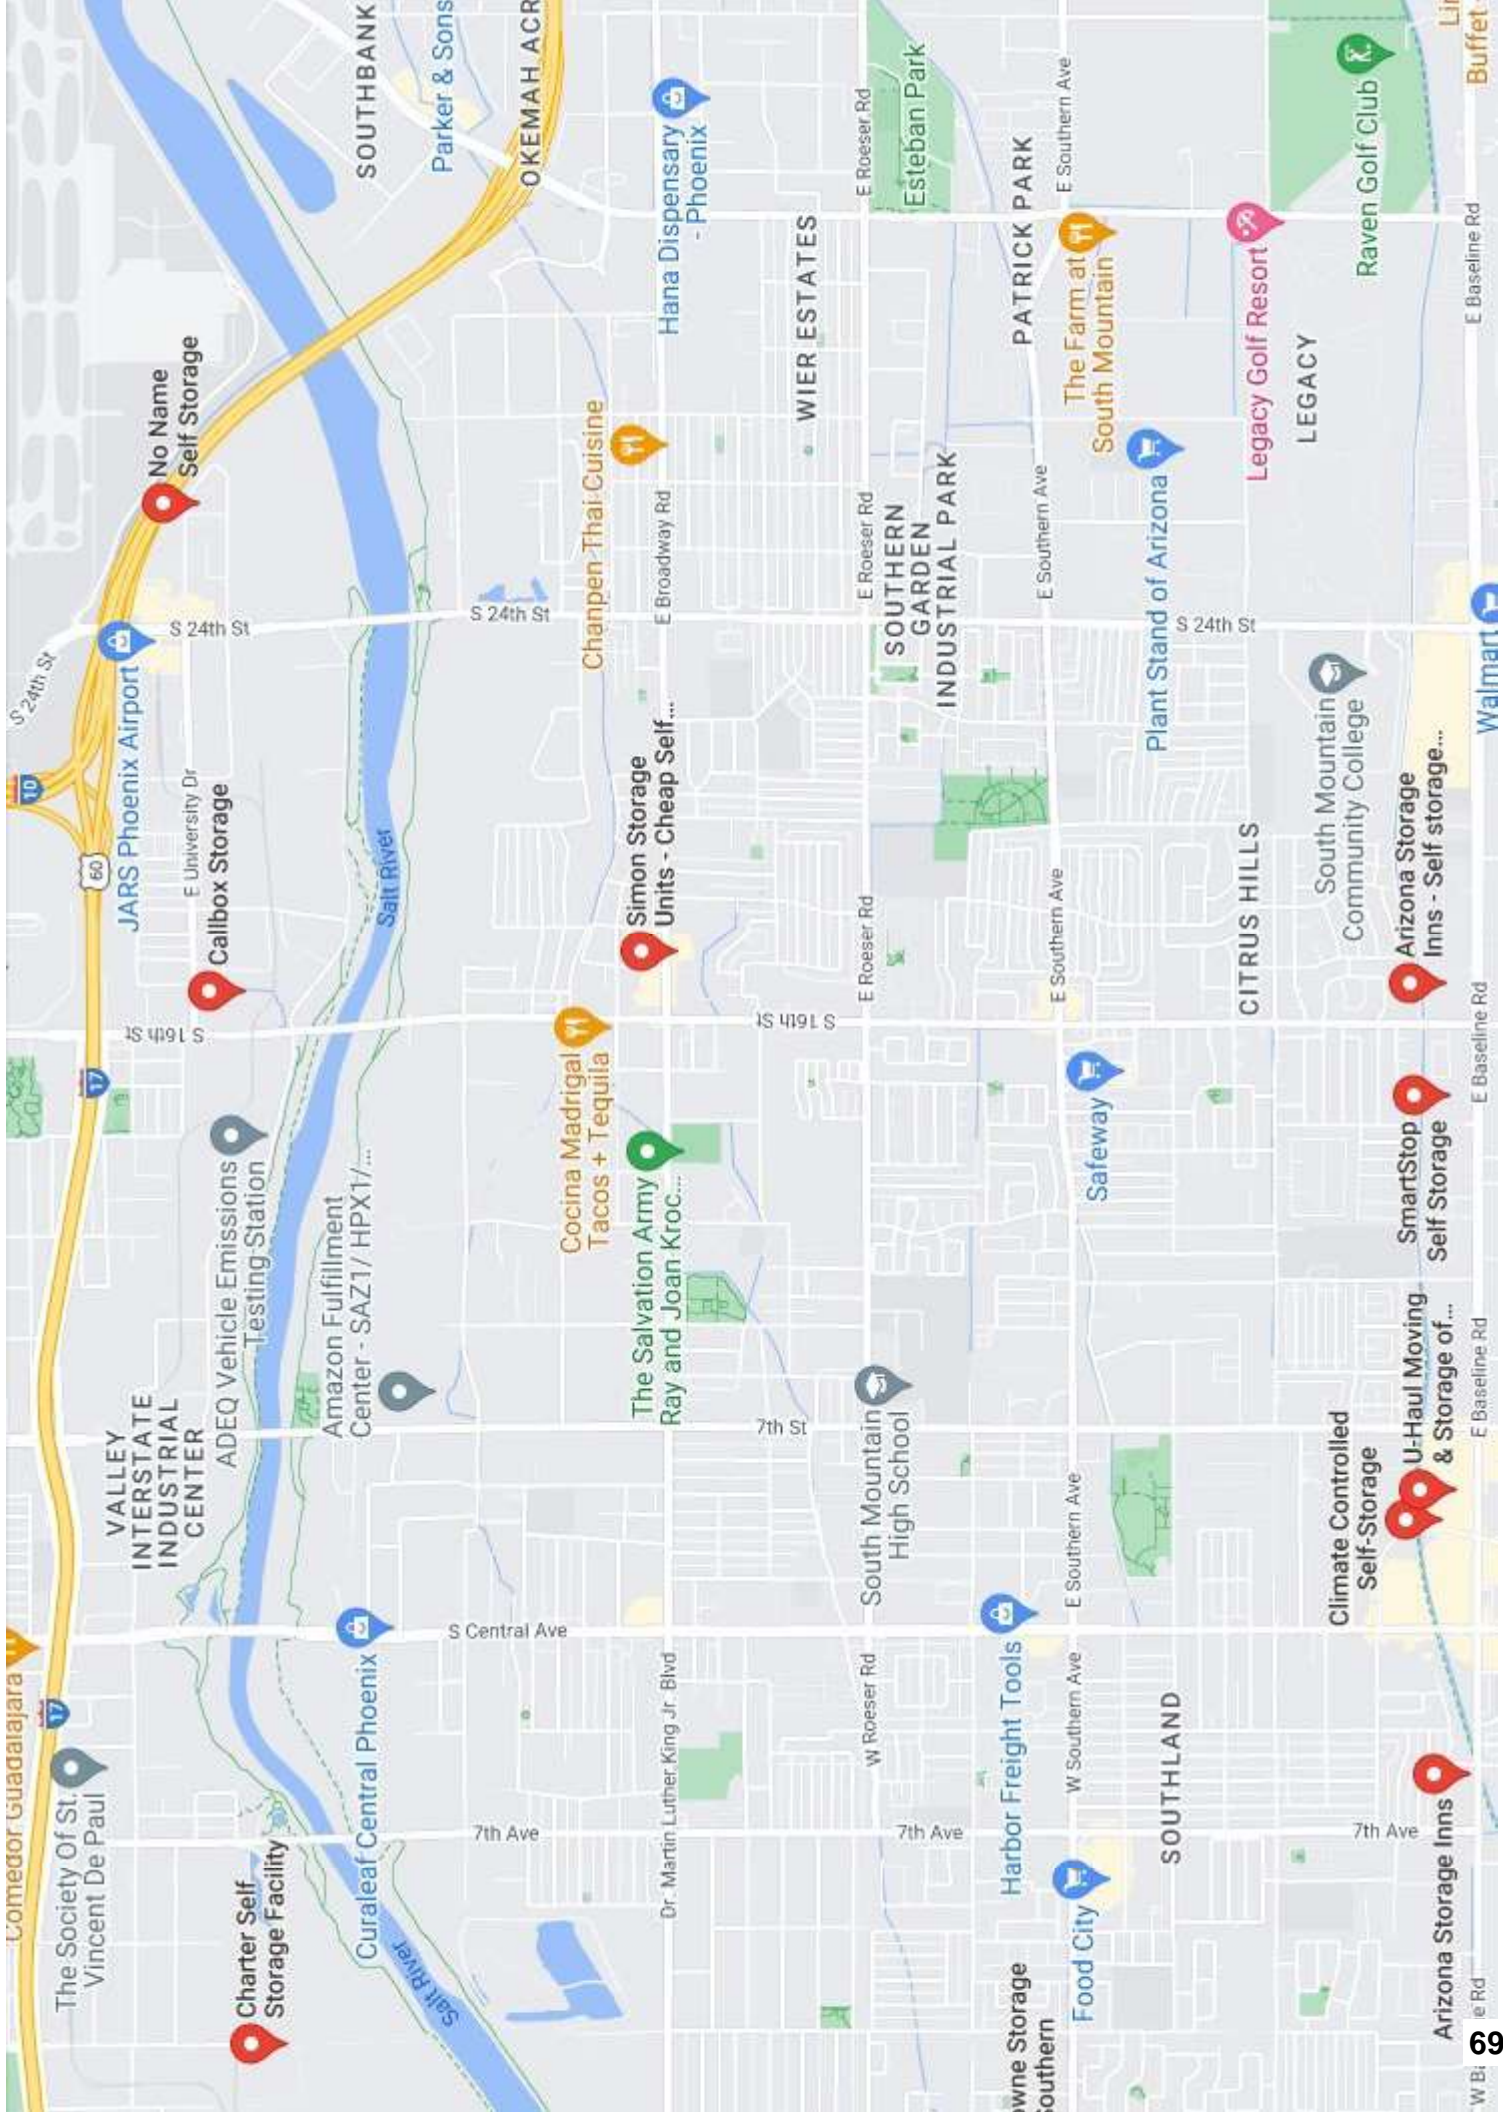 Comedor Guadalajara
17
The Society Of St.
Vincent De Paul
17
60
10
S 24th St
JARS Phoenix Airport
VALLEY
INTERSTATE
INDUSTRIAL
CENTER
S 16th St
E University Dr
S 24th St
No Name
Self Storage
Callbox Storage
Charter Self
Storage Facility
ADEQ Vehicle Emissions
Testing Station
Amazon Fulfillment
Center - SAZ1/ HPX1/...
Curaleaf Central Phoenix
Salt River
Salt River
SOUTHBANK
Parker & Sons
OKEMAH ACR
S Central Ave
7th Ave
S 24th St
Cocina Madrigal
Tacos + Tequila
Chanpen Thai Cuisine
The Salvation Army
Ray and Joan Kroc...
Simon Storage
Units - Cheap Self...
Dr. Martin Luther King Jr. Blvd
E Broadway Rd
Hana Dispensary
- Phoenix
7th St
S 16th St
WIER ESTATES
W Roeser Rd
E Roeser Rd
E Roeser Rd
E Roeser Rd
South Mountain
High School
SOUTHERN
GARDEN
INDUSTRIAL PARK
Esteban Park
7th Ave
Harbor Freight Tools
PATRICK PARK
owne Storage
outhern
Food City
W Southern Ave
E Southern Ave
E Southern Ave
E Southern Ave
E Southern Ave
Safeway
The Farm at
South Mountain
Plant Stand of Arizona
SOUTHLAND
S 24th St
CITRUS HILLS
Legacy Golf Resort
LEGACY
Climate Controlled
Self-Storage
South Mountain
Community College
Raven Golf Club
7th Ave
U-Haul Moving
& Storage of...
SmartStop
Self Storage
Arizona Storage
Inns - Self storage...
Arizona Storage Inns
E Baseline Rd
E Baseline Rd
E Baseline Rd
Walmart
Buffet
69